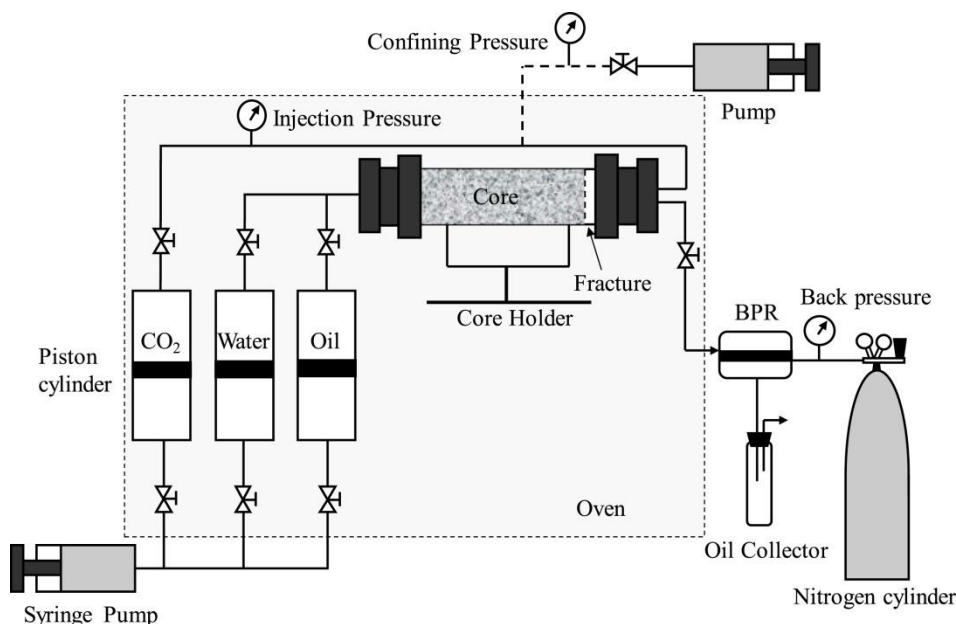 Confining Pressure
Pump
Injection Pressure
Core
Fracture
Core Holder
CO₂
Water
Oil
Piston
cylinder
Back pressure
BPR
Oven
Oil Collector
Nitrogen cylinder
Syringe Pump